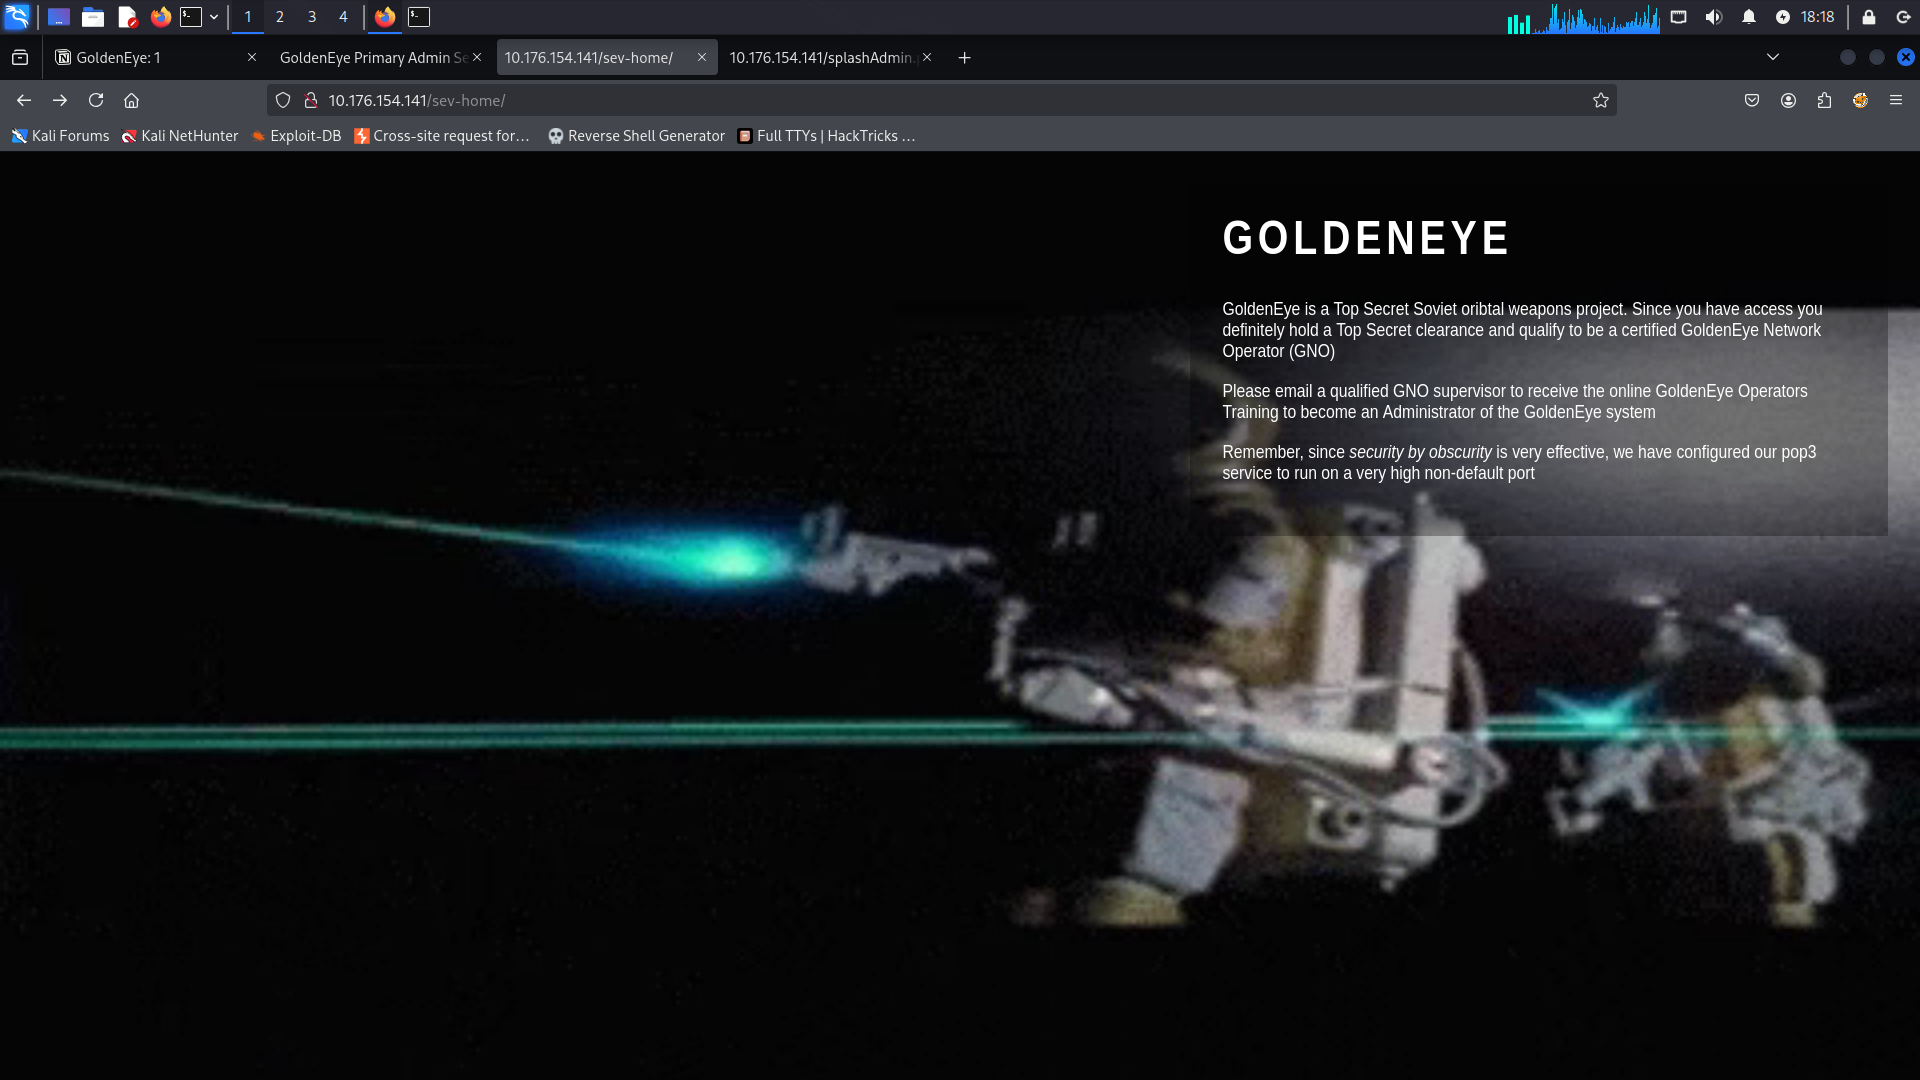 1 2 3 4 18:18
GoldenEye: 1 GoldenEye Primary Admin Se 10.176.154.141/sev-home/ 10.176.154.141/splashAdmin.
10.176.154.141/sev-home/
Kali Forums Kali NetHunter Exploit-DB Cross-site request for… Reverse Shell Generator Full TTYs | HackTricks …
GOLDENEYE
GoldenEye is a Top Secret Soviet oribtal weapons project. Since you have access you
definitely hold a Top Secret clearance and qualify to be a certified GoldenEye Network
Operator (GNO)
Please email a qualified GNO supervisor to receive the online GoldenEye Operators
Training to become an Administrator of the GoldenEye system
Remember, since security by obscurity is very effective, we have configured our pop3
service to run on a very high non-default port